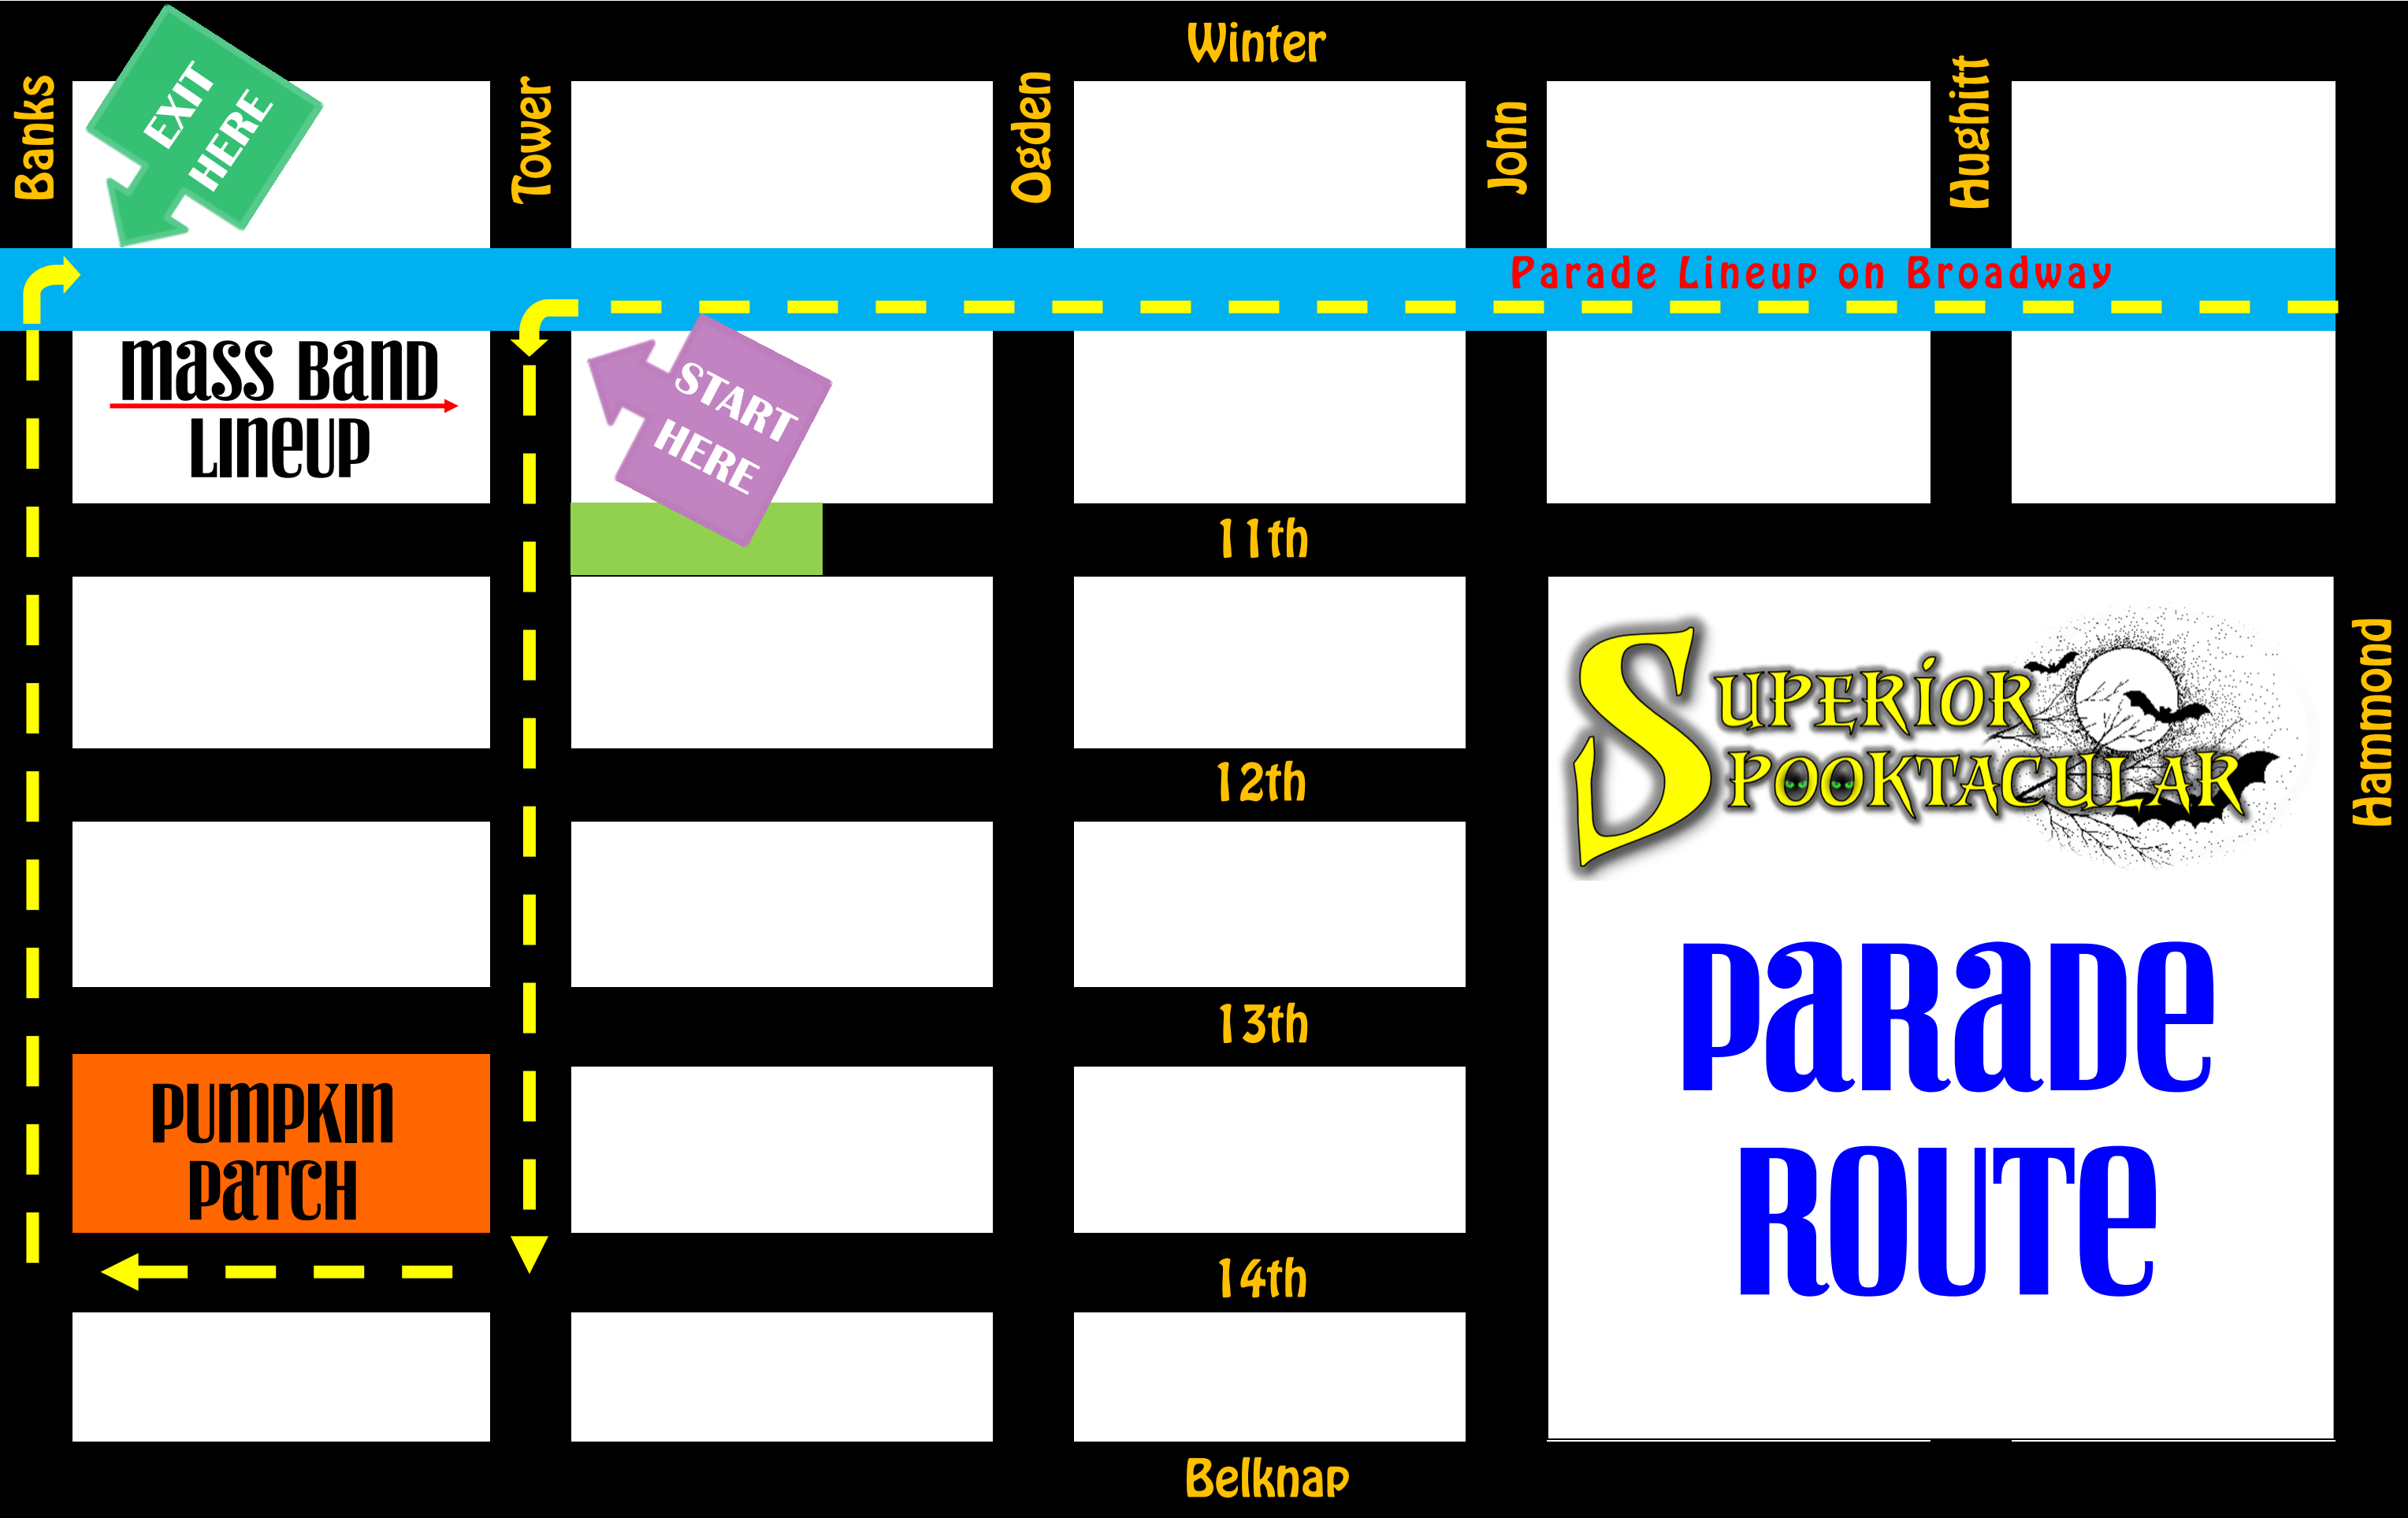 Winter
Banks
EXIT
HERE
Tower
Ogden
John
Hughitt
Parade Lineup on Broadway
Mass Band
Lineup
START
HERE
11th
Hammond
Superior
Spooktacular
12th
Parade
Route
13th
Pumpkin
Patch
14th
Belknap